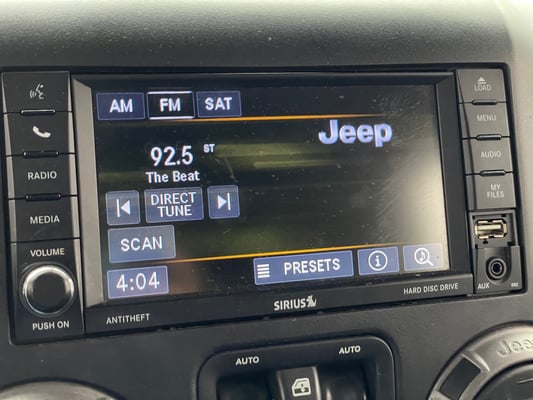 AM FM SAT
LOAD
MENU
Jeep
92.5 ST
The Beat
AUDIO
RADIO
DIRECT
TUNE
MY
FILES
MEDIA
SCAN
VOLUME
PRESETS
4:04
AUX
HARD DISC DRIVE
SIRIUS
PUSH ON
ANTITHEFT
AUTO
AUTO
Jeep